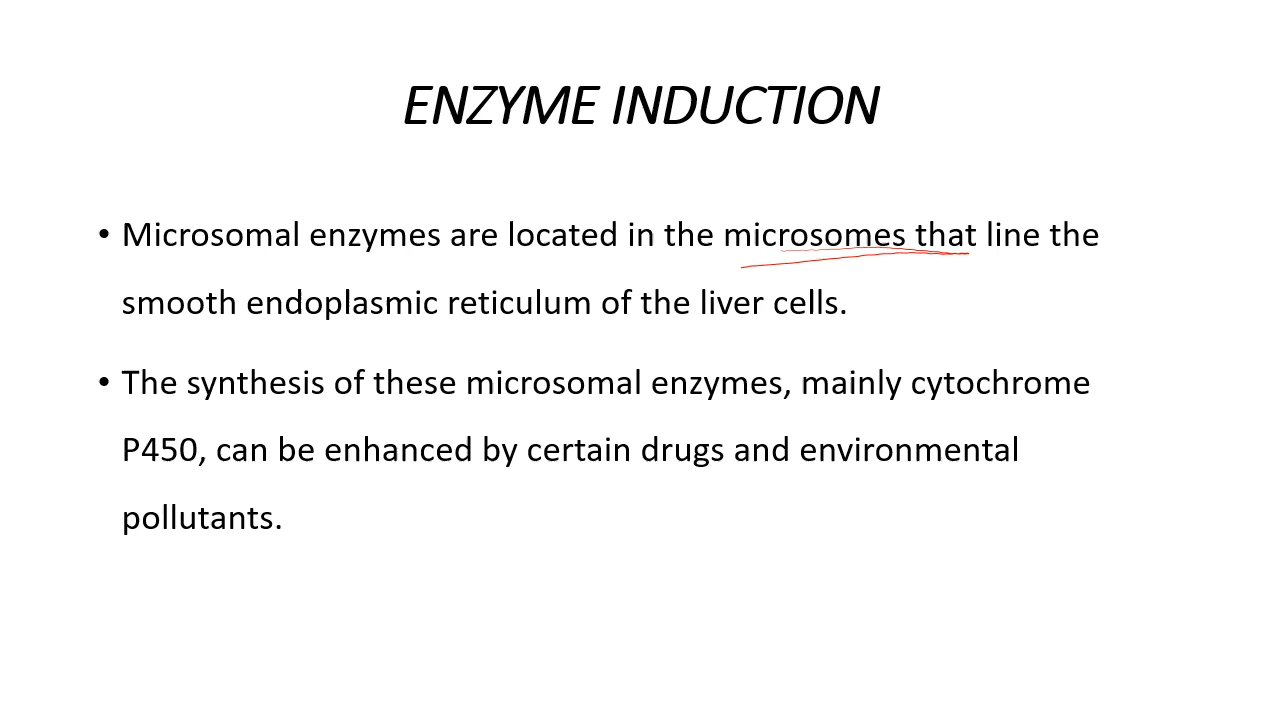 ENZYME INDUCTION
• Microsomal enzymes are located in the microsomes that line the
smooth endoplasmic reticulum of the liver cells.
• The synthesis of these microsomal enzymes, mainly cytochrome
P450, can be enhanced by certain drugs and environmental
pollutants.